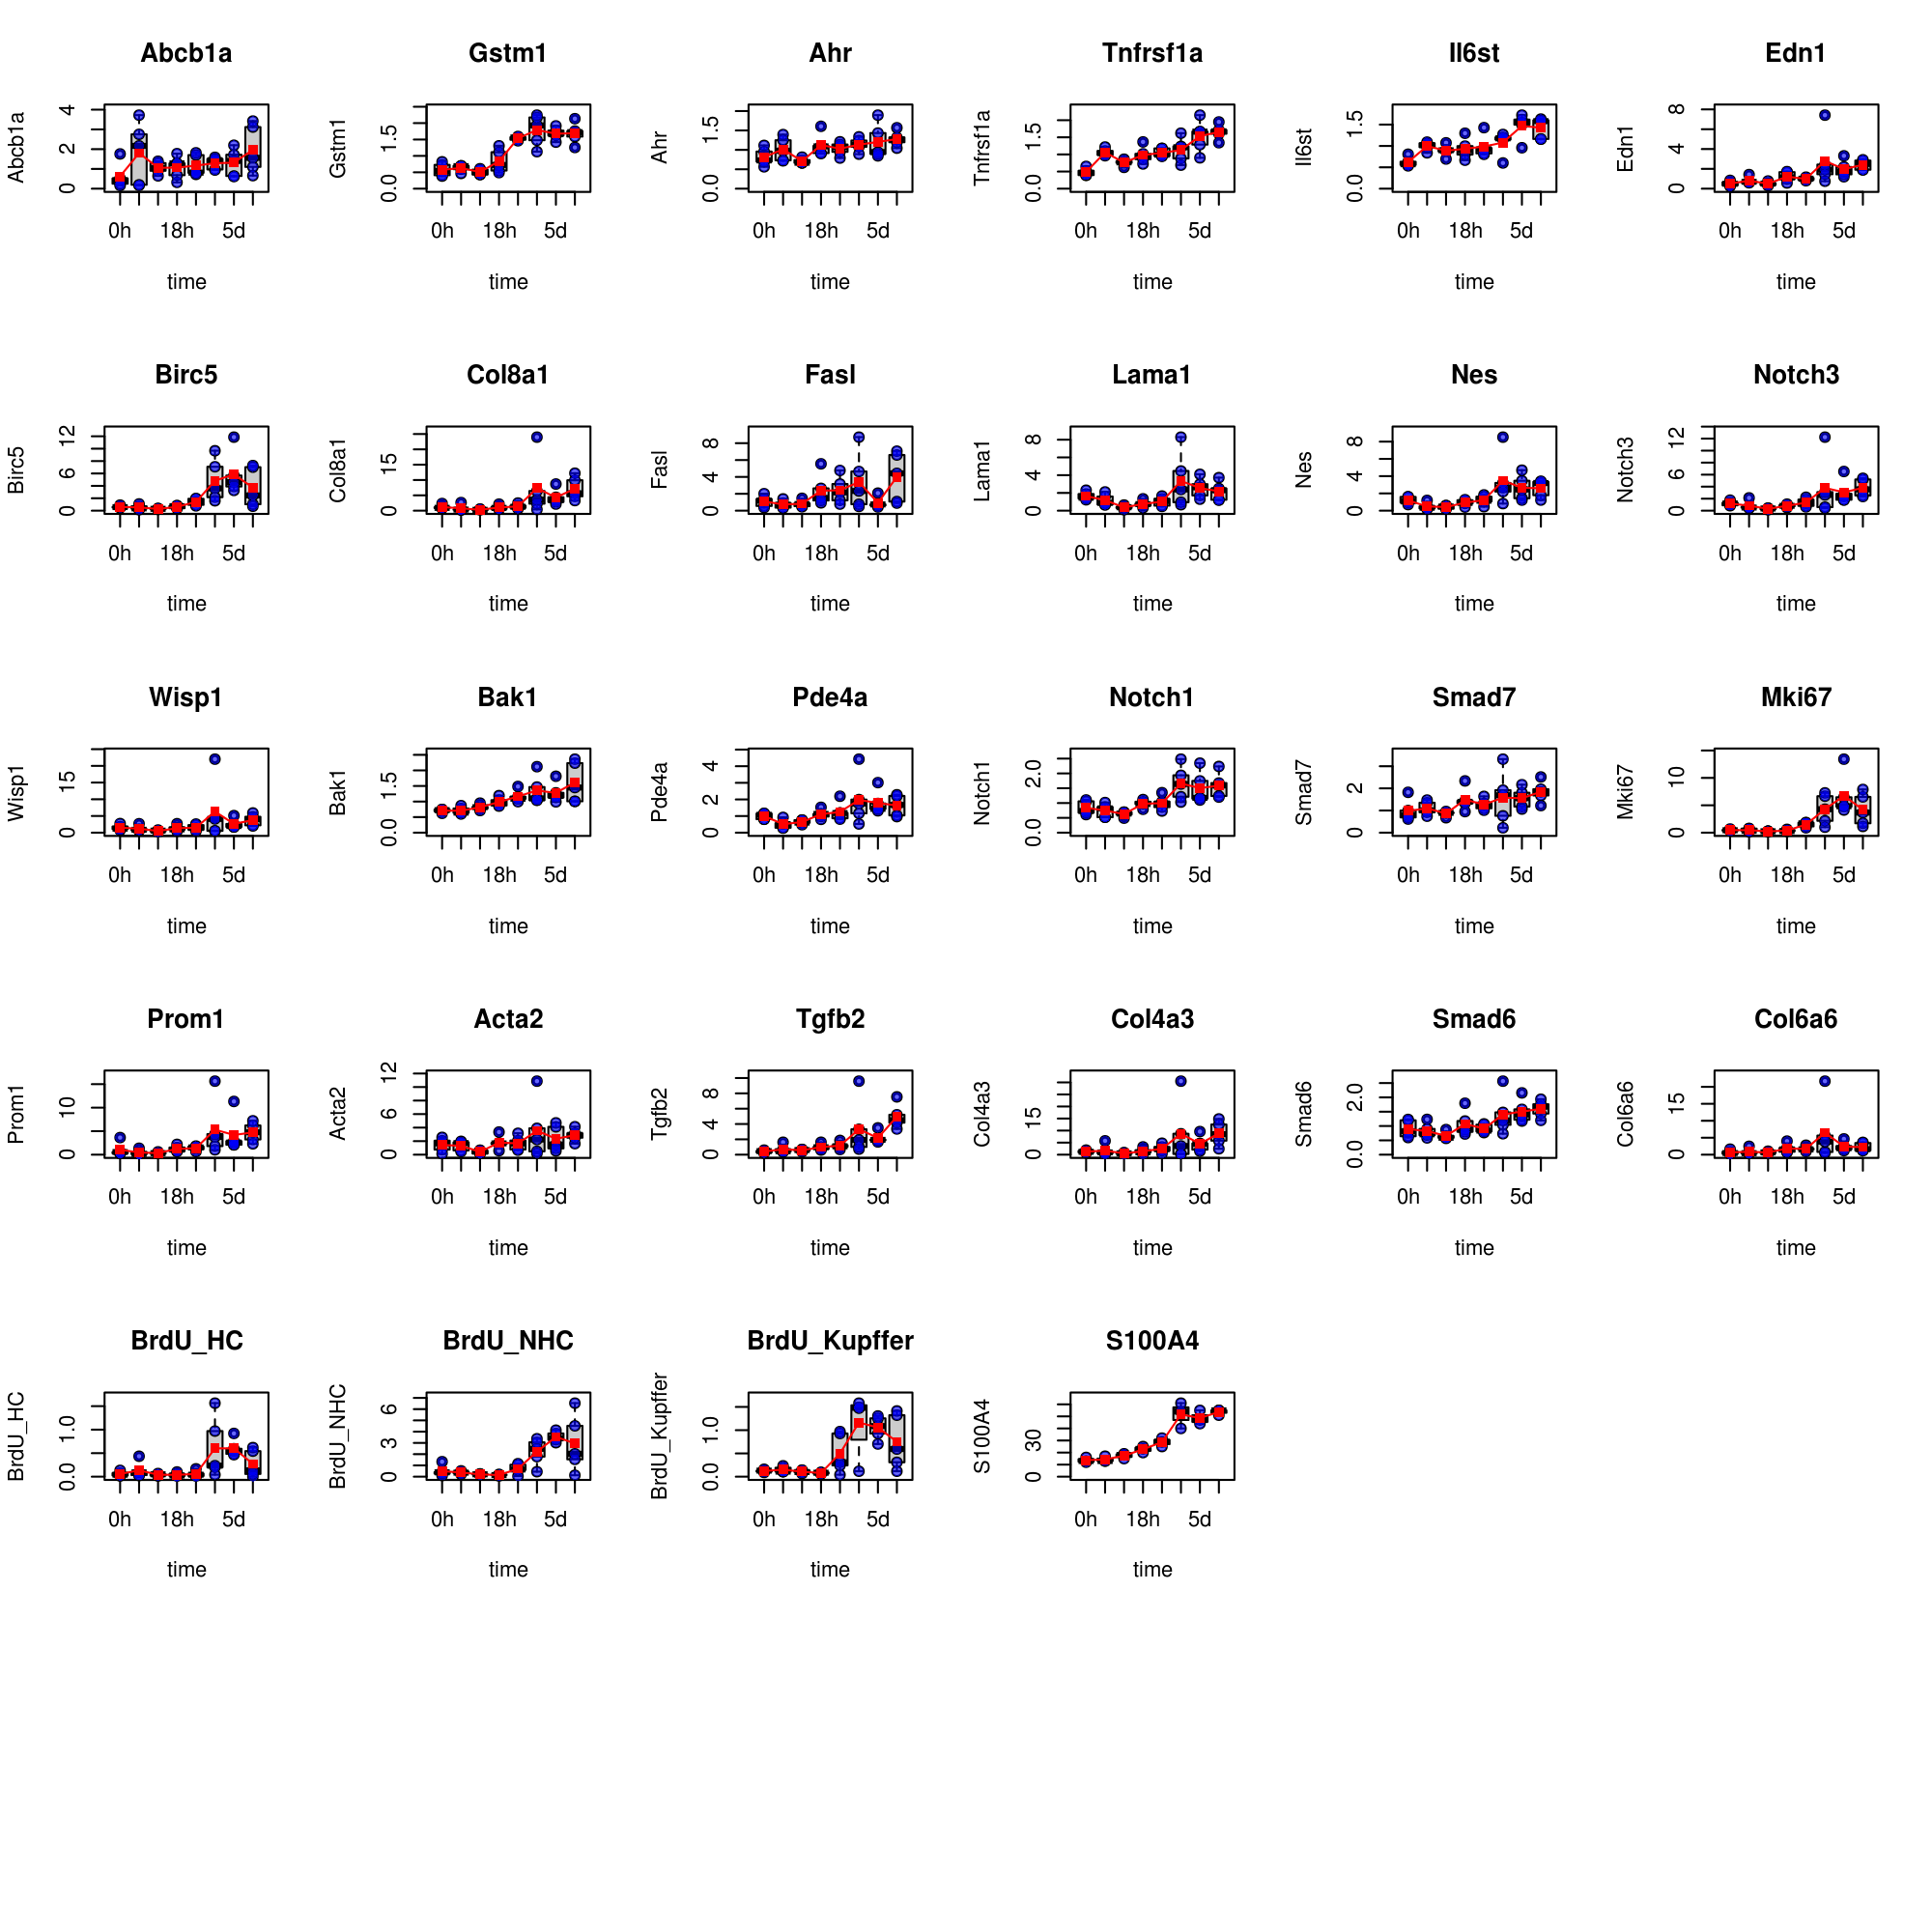 Abcb1a Gstm1 Ahr Tnfrsf1a Il6st Edn1
Abcb1a 0 2 4 Gstm1 0.0 1.5 Ahr 0.0 1.5 Tnfrsf1a 0.0 1.5 Il6st 0.0 1.5 Edn1 0 4 8
0h 18h 5d 0h 18h 5d 0h 18h 5d 0h 18h 5d 0h 18h 5d 0h 18h 5d
time time time time time time
Birc5 Col8a1 Fasl Lama1 Nes Notch3
Birc5 0 6 12 Col8a1 0 15 Fasl 0 4 8 Lama1 0 4 8 Nes 0 4 8 Notch3 0 6 12
0h 18h 5d 0h 18h 5d 0h 18h 5d 0h 18h 5d 0h 18h 5d 0h 18h 5d
time time time time time time
Wisp1 Bak1 Pde4a Notch1 Smad7 Mki67
Wisp1 0 15 Bak1 0.0 1.5 Pde4a 0 2 4 Notch1 0.0 2.0 Smad7 0 2 Mki67 0 10
0h 18h 5d 0h 18h 5d 0h 18h 5d 0h 18h 5d 0h 18h 5d 0h 18h 5d
time time time time time time
Prom1 Acta2 Tgfb2 Col4a3 Smad6 Col6a6
Prom1 0 10 Acta2 0 6 12 Tgfb2 0 4 8 Col4a3 0 15 Smad6 0.0 2.0 Col6a6 0 15
0h 18h 5d 0h 18h 5d 0h 18h 5d 0h 18h 5d 0h 18h 5d 0h 18h 5d
time time time time time time
BrdU_HC BrdU_NHC BrdU_Kupffer S100A4
BrdU_HC 0.0 1.0 BrdU_NHC 0 3 6 BrdU_Kupffer 0.0 1.0 S100A4 0 30
0h 18h 5d 0h 18h 5d 0h 18h 5d 0h 18h 5d
time time time time